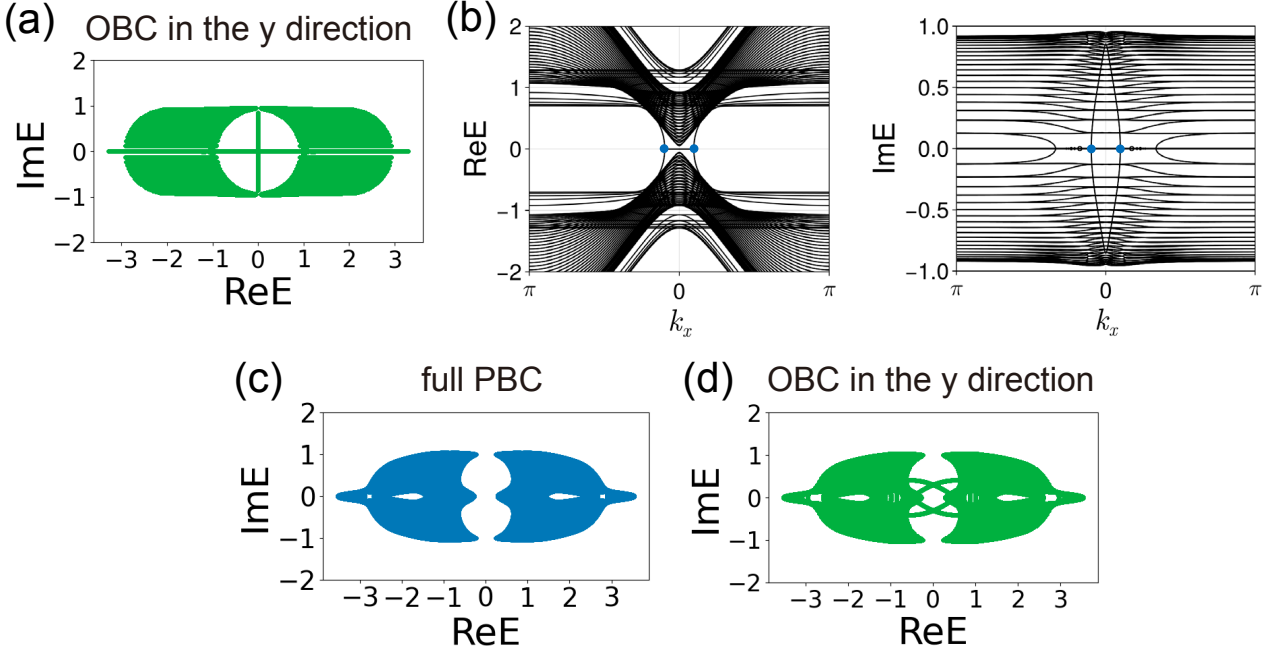 (a) OBC in the y direction
2
1
0
−1
−2
ImE
−3 −2 −1 0 1 2 3
ReE
(b)
2
1
0
−1
−2
ReE
π 0 π
k_x
1.0
0.5
0.0
−0.5
−1.0
ImE
π 0 π
k_x
(c) full PBC
2
1
0
−1
−2
ImE
−3 −2 −1 0 1 2 3
ReE
(d) OBC in the y direction
2
1
0
−1
−2
ImE
−3 −2 −1 0 1 2 3
ReE